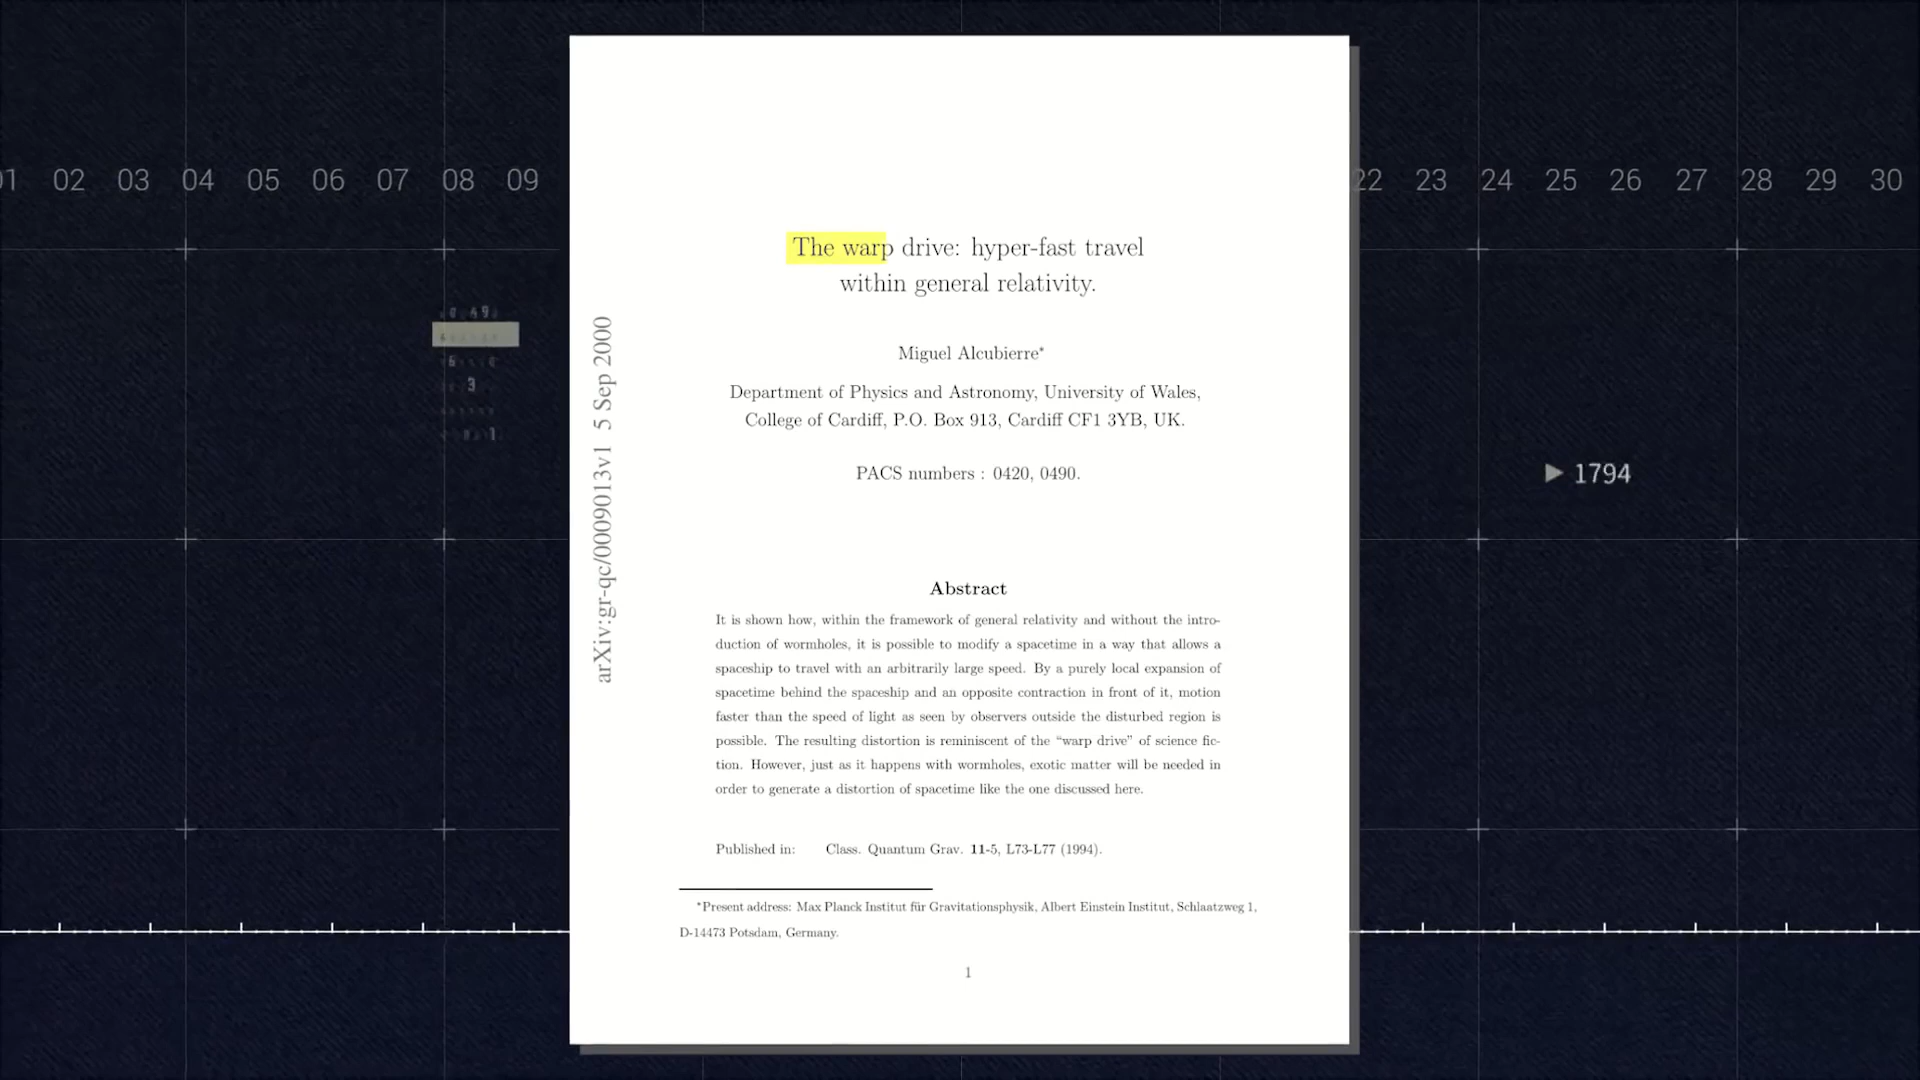 01 02 03 04 05 06 07 08 09
22 23 24 25 26 27 28 29 30
The warp drive: hyper-fast travel
within general relativity.
Miguel Alcubierre*
Department of Physics and Astronomy, University of Wales,
College of Cardiff, P.O. Box 913, Cardiff CF1 3YB, UK.
PACS numbers : 0420, 0490.
arXiv:gr-qc/0009013v1 5 Sep 2000
1794
Abstract
It is shown how, within the framework of general relativity and without the intro-
duction of wormholes, it is possible to modify a spacetime in a way that allows a
spaceship to travel with an arbitrarily large speed. By a purely local expansion of
spacetime behind the spaceship and an opposite contraction in front of it, motion
faster than the speed of light as seen by observers outside the disturbed region is
possible. The resulting distortion is reminiscent of the “warp drive” of science fic-
tion. However, just as it happens with wormholes, exotic matter will be needed in
order to generate a distortion of spacetime like the one discussed here.
Published in: Class. Quantum Grav. 11-5, L73-L77 (1994).
*Present address: Max Planck Institut für Gravitationsphysik, Albert Einstein Institut, Schlaatzweg 1,
D-14473 Potsdam, Germany.
1